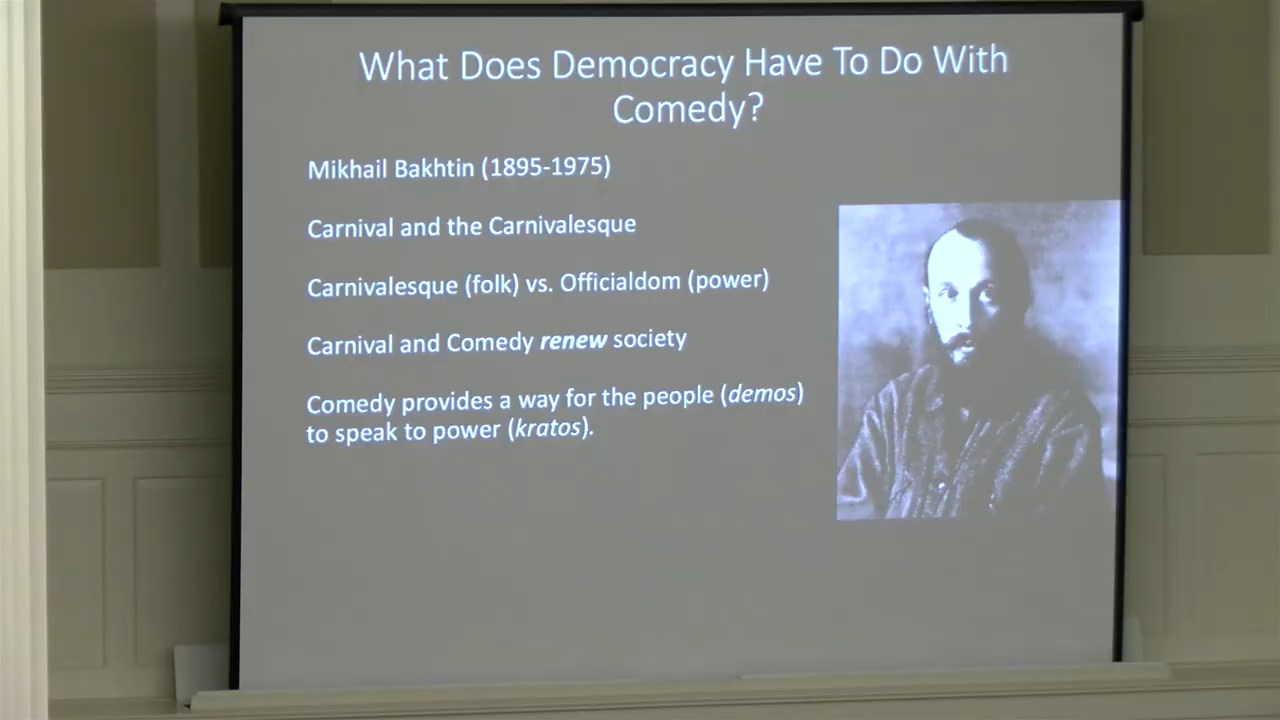 What Does Democracy Have To Do With
Comedy?
Mikhail Bakhtin (1895-1975)
Carnival and the Carnivalesque
Carnivalesque (folk) vs. Officialdom (power)
Carnival and Comedy renew society
Comedy provides a way for the people (demos)
to speak to power (kratos).